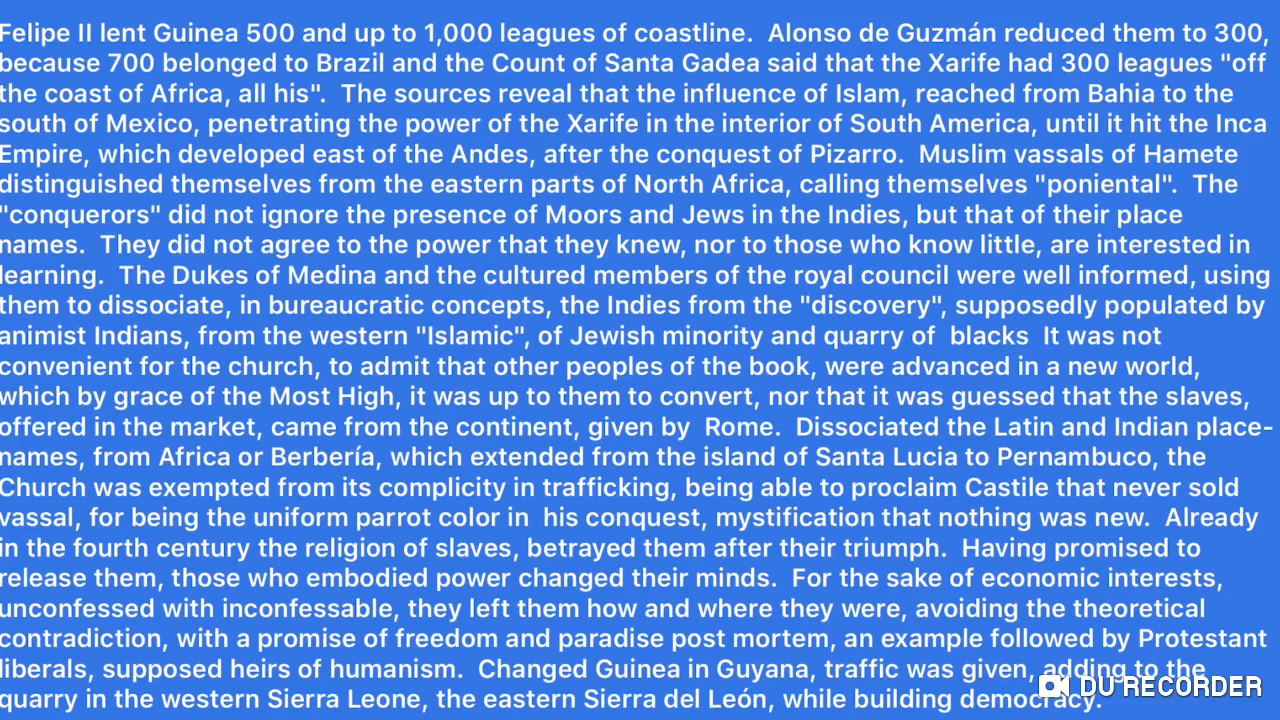 Felipe II lent Guinea 500 and up to 1,000 leagues of coastline.  Alonso de Guzmán reduced them to 300,
because 700 belonged to Brazil and the Count of Santa Gadea said that the Xarife had 300 leagues "off
the coast of Africa, all his".  The sources reveal that the influence of Islam, reached from Bahia to the
south of Mexico, penetrating the power of the Xarife in the interior of South America, until it hit the Inca
Empire, which developed east of the Andes, after the conquest of Pizarro.  Muslim vassals of Hamete
distinguished themselves from the eastern parts of North Africa, calling themselves "poniental".  The
"conquerors" did not ignore the presence of Moors and Jews in the Indies, but that of their place
names.  They did not agree to the power that they knew, nor to those who know little, are interested in
learning.  The Dukes of Medina and the cultured members of the royal council were well informed, using
them to dissociate, in bureaucratic concepts, the Indies from the "discovery", supposedly populated by
animist Indians, from the western "Islamic", of Jewish minority and quarry of  blacks  It was not
convenient for the church, to admit that other peoples of the book, were advanced in a new world,
which by grace of the Most High, it was up to them to convert, nor that it was guessed that the slaves,
offered in the market, came from the continent, given by  Rome.  Dissociated the Latin and Indian place-
names, from Africa or Berbería, which extended from the island of Santa Lucia to Pernambuco, the
Church was exempted from its complicity in trafficking, being able to proclaim Castile that never sold
vassal, for being the uniform parrot color in  his conquest, mystification that nothing was new.  Already
in the fourth century the religion of slaves, betrayed them after their triumph.  Having promised to
release them, those who embodied power changed their minds.  For the sake of economic interests,
unconfessed with inconfessable, they left them how and where they were, avoiding the theoretical
contradiction, with a promise of freedom and paradise post mortem, an example followed by Protestant
liberals, supposed heirs of humanism.  Changed Guinea in Guyana, traffic was given, adding to the
quarry in the western Sierra Leone, the eastern Sierra del León, while building democracy.
DU RECORDER